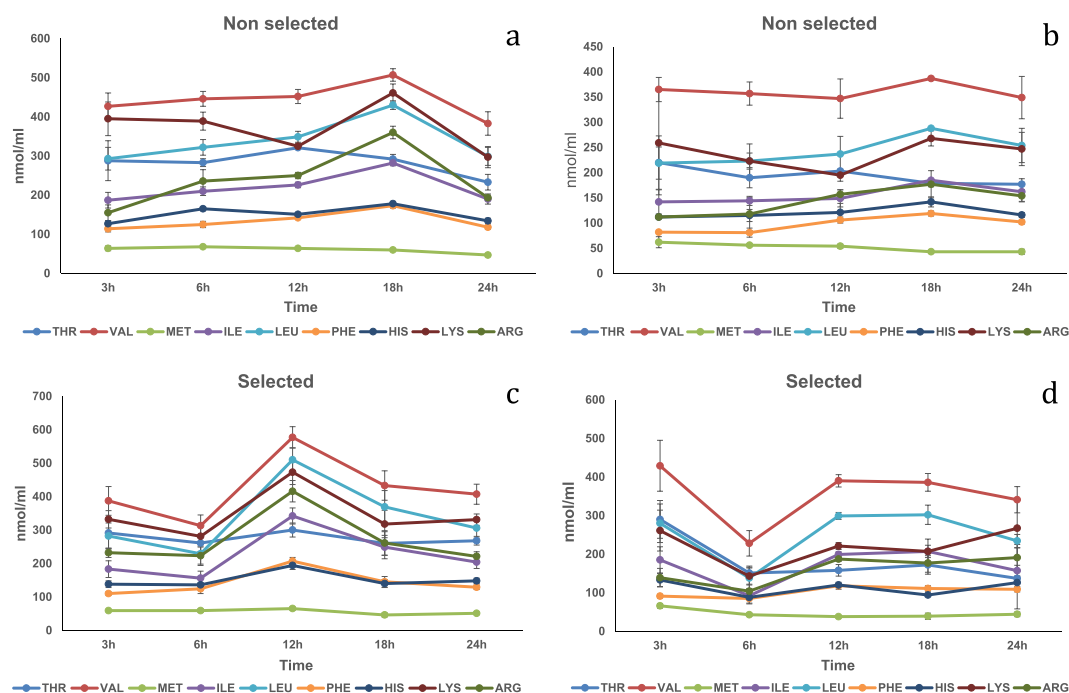 Non selected
a
600
500
400
300
200
100
0
nmol/ml
3h 6h 12h 18h 24h
Time
THR VAL MET ILE LEU PHE HIS LYS ARG
Non selected
b
450
400
350
300
250
200
150
100
50
0
nmol/ml
3h 6h 12h 18h 24h
Time
THR VAL MET ILE LEU PHE HIS LYS ARG
Selected
c
700
600
500
400
300
200
100
0
nmol/ml
3h 6h 12h 18h 24h
Time
THR VAL MET ILE LEU PHE HIS LYS ARG
Selected
d
600
500
400
300
200
100
0
nmol/ml
3h 6h 12h 18h 24h
Time
THR VAL MET ILE LEU PHE HIS LYS ARG